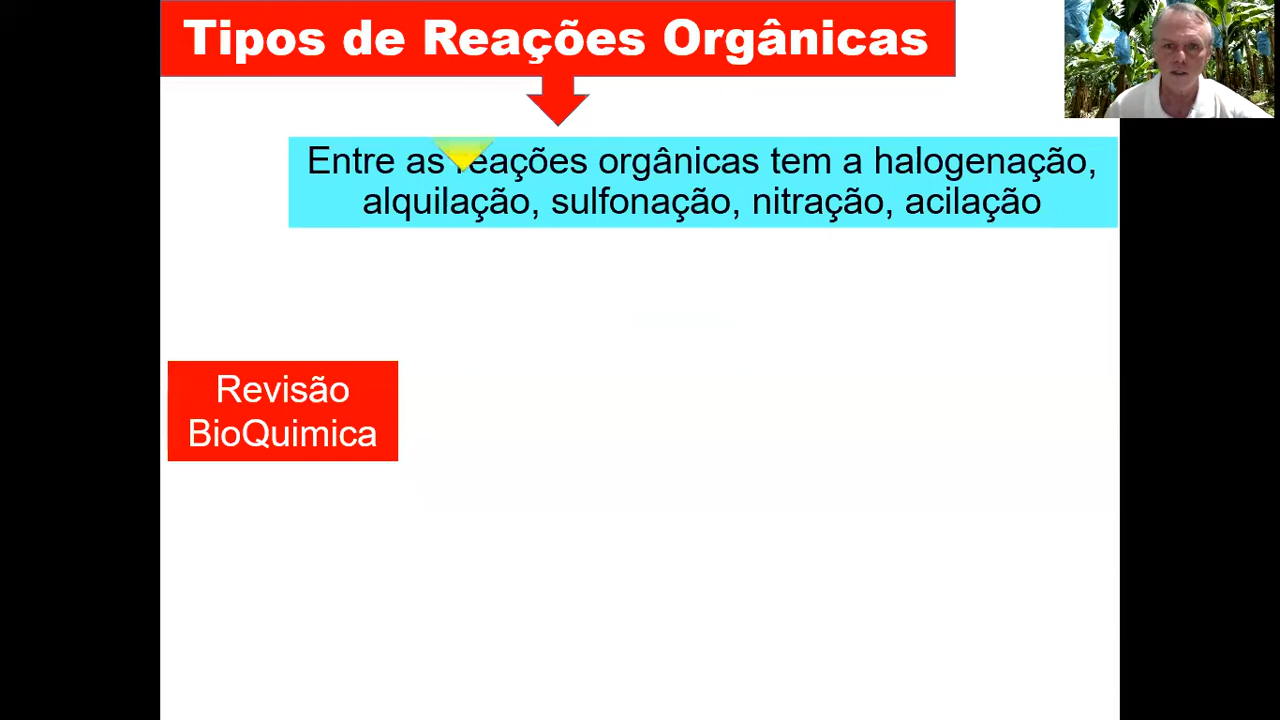 Tipos de Reações Orgânicas
Entre as reações orgânicas tem a halogenação,
alquilação, sulfonação, nitração, acilação
Revisão
BioQuimica